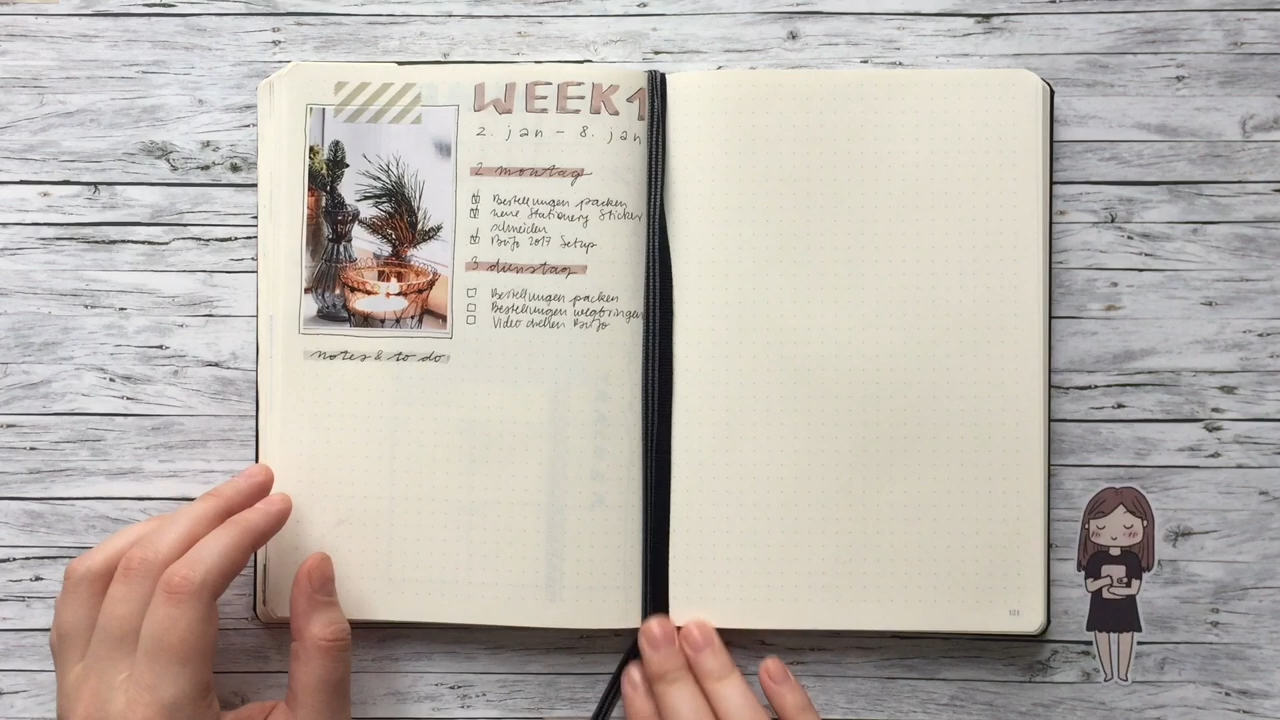 WEEK1
2. jan - 8. jan
2 montag
Bestellungen packen
neue Stationery Sticker
schneiden
BuJo 2017 Setup
3 dienstag
Bestellungen packen
Bestellungen wegbringen
Video drehen BuJo
notes & to do
121